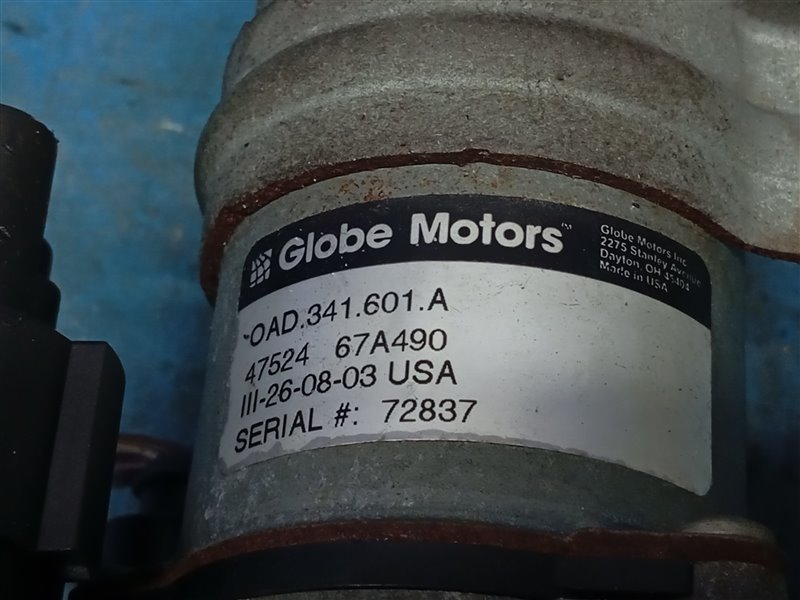 Globe Motors™
Globe Motors Inc
2275 Stanley Avenue
Dayton, OH 45404
Made in USA
OAD.341.601.A
47524 67A490
III-26-08-03 USA
SERIAL #: 72837